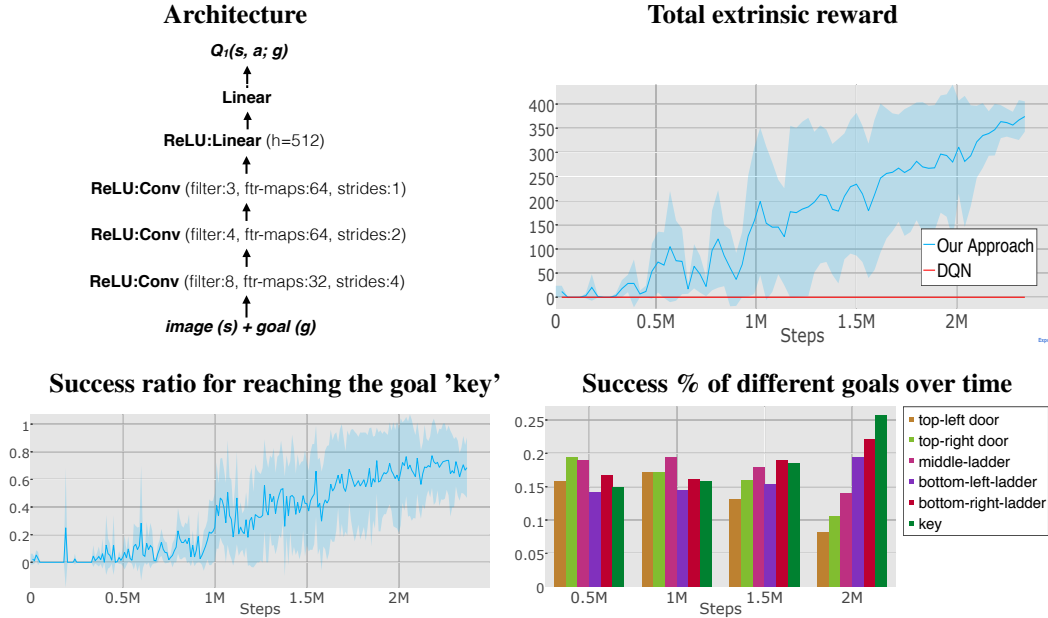 Architecture
Q1(s, a; g)
Linear
ReLU:Linear (h=512)
ReLU:Conv (filter:3, ftr-maps:64, strides:1)
ReLU:Conv (filter:4, ftr-maps:64, strides:2)
ReLU:Conv (filter:8, ftr-maps:32, strides:4)
image (s) + goal (g)
Total extrinsic reward
400
350
300
250
200
150
100
50
0
0.5M
1M
1.5M
2M
Steps
Our Approach
DQN
Success ratio for reaching the goal ’key’
1
0.8
0.6
0.4
0.2
0
0
0.5M
1M
1.5M
2M
Steps
Success % of different goals over time
0.25
0.2
0.15
0.1
0.05
0
0.5M
1M
1.5M
2M
Steps
top-left door
top-right door
middle-ladder
bottom-left-ladder
bottom-right-ladder
key